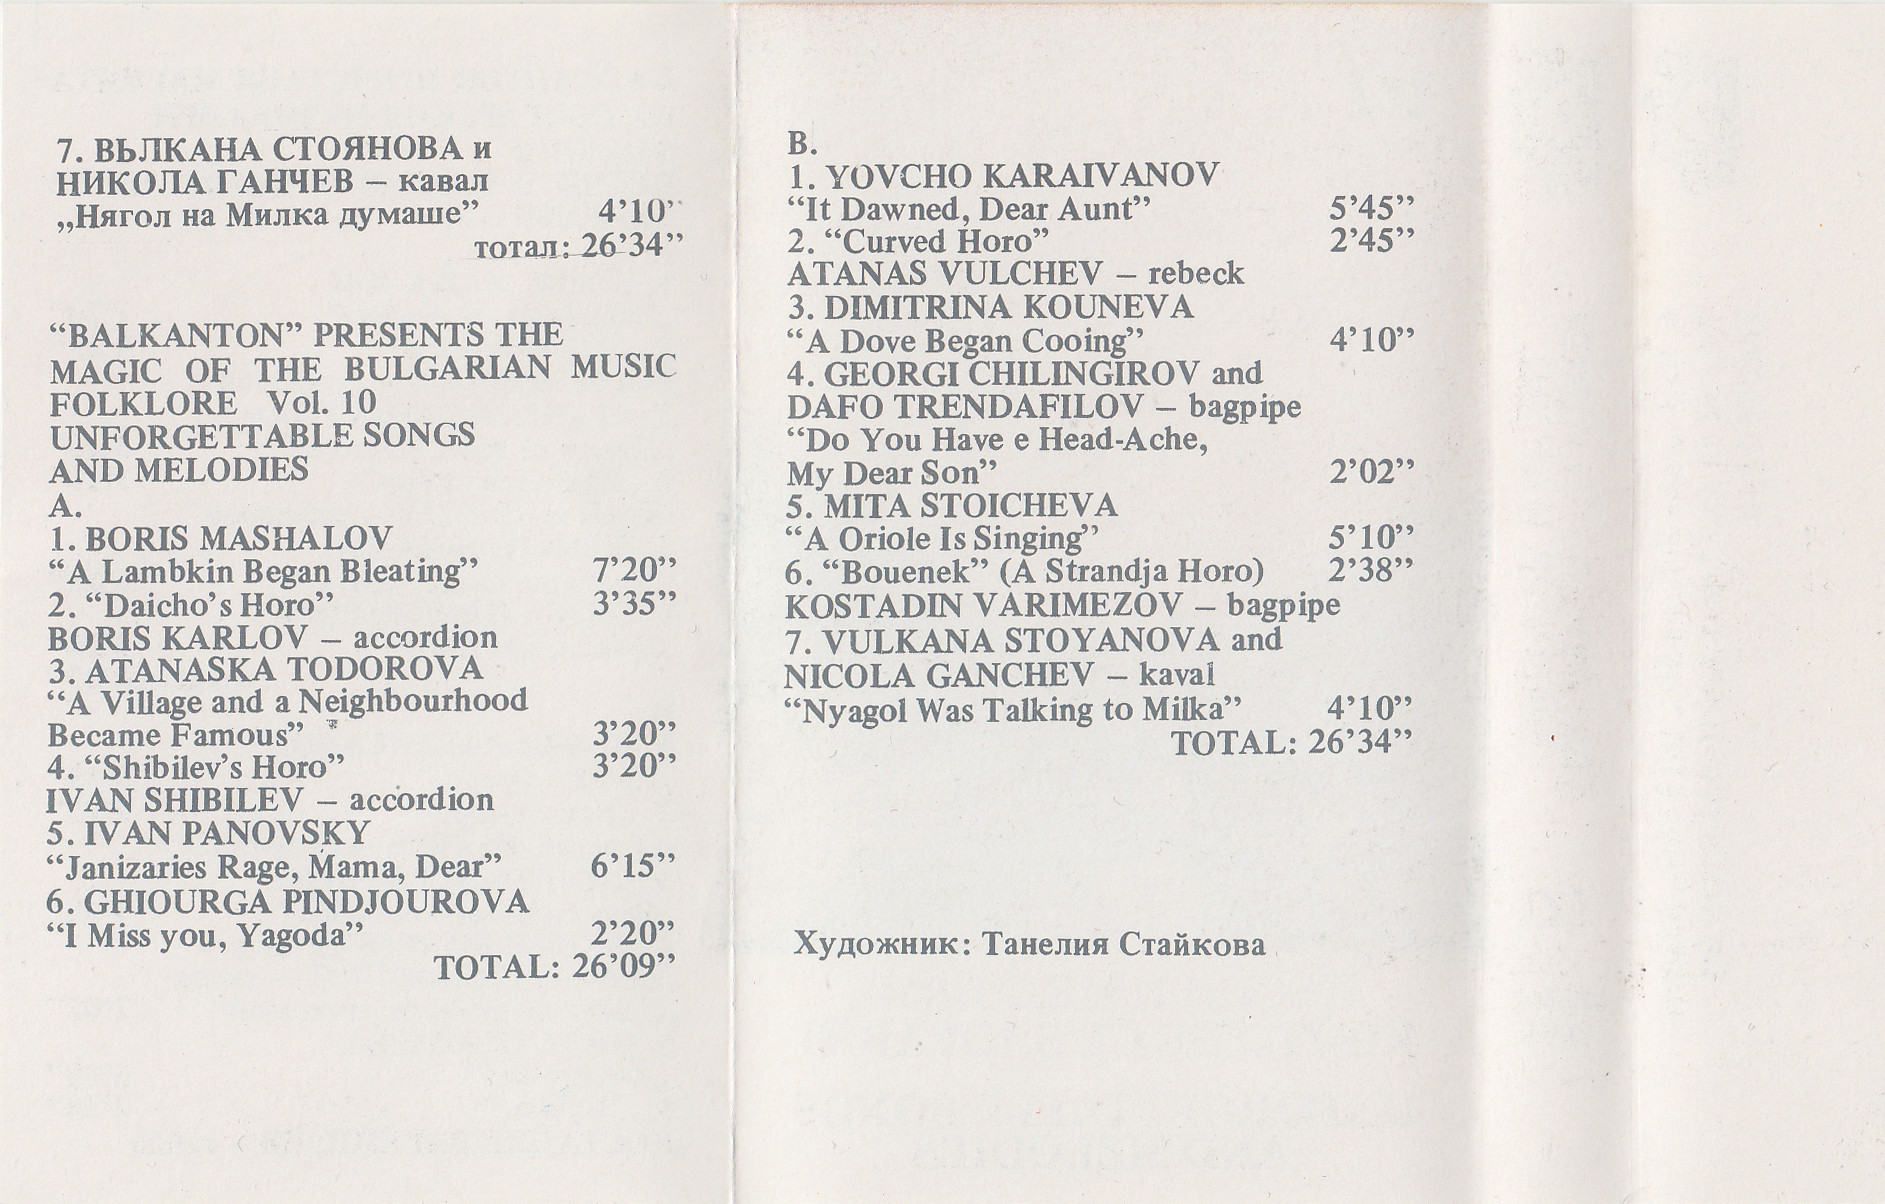 7. ВЪЛКАНА СТОЯНОВА и
НИКОЛА ГАНЧЕВ – кавал
„Нягол на Милка думаше” 4’10’’
тотал: 26’34”
“BALKANTON” PRESENTS THE
MAGIC OF THE BULGARIAN MUSIC
FOLKLORE Vol. 10
UNFORGETTABLE SONGS
AND MELODIES
A.
1. BORIS MASHALOV
“A Lambkin Began Bleating” 7’20”
2. “Daicho’s Horo” 3’35”
BORIS KARLOV – accordion
3. ATANASKA TODOROVA
“A Village and a Neighbourhood
Became Famous” 3’20”
4. “Shibilev’s Horo” 3’20”
IVAN SHIBILEV – accordion
5. IVAN PANOVSKY
“Janizaries Rage, Mama, Dear” 6’15”
6. GHIOURGA PINDJOUROVA
“I Miss you, Yagoda” 2’20”
TOTAL: 26’09”
B.
1. YOVCHO KARAIVANOV
“It Dawned, Dear Aunt” 5’45”
2. “Curved Horo” 2’45”
ATANAS VULCHEV – rebeck
3. DIMITRINA KOUNEVA
“A Dove Began Cooing” 4’10”
4. GEORGI CHILINGIROV and
DAFO TRENDAFILOV – bagpipe
“Do You Have e Head-Ache,
My Dear Son” 2’02”
5. MITA STOICHEVA
“A Oriole Is Singing” 5’10”
6. “Bouenek” (A Strandja Horo) 2’38”
KOSTADIN VARIMEZOV – bagpipe
7. VULKANA STOYANOVA and
NICOLA GANCHEV – kaval
“Nyagol Was Talking to Milka” 4’10”
TOTAL: 26’34”
Художник: Танелия Стайкова